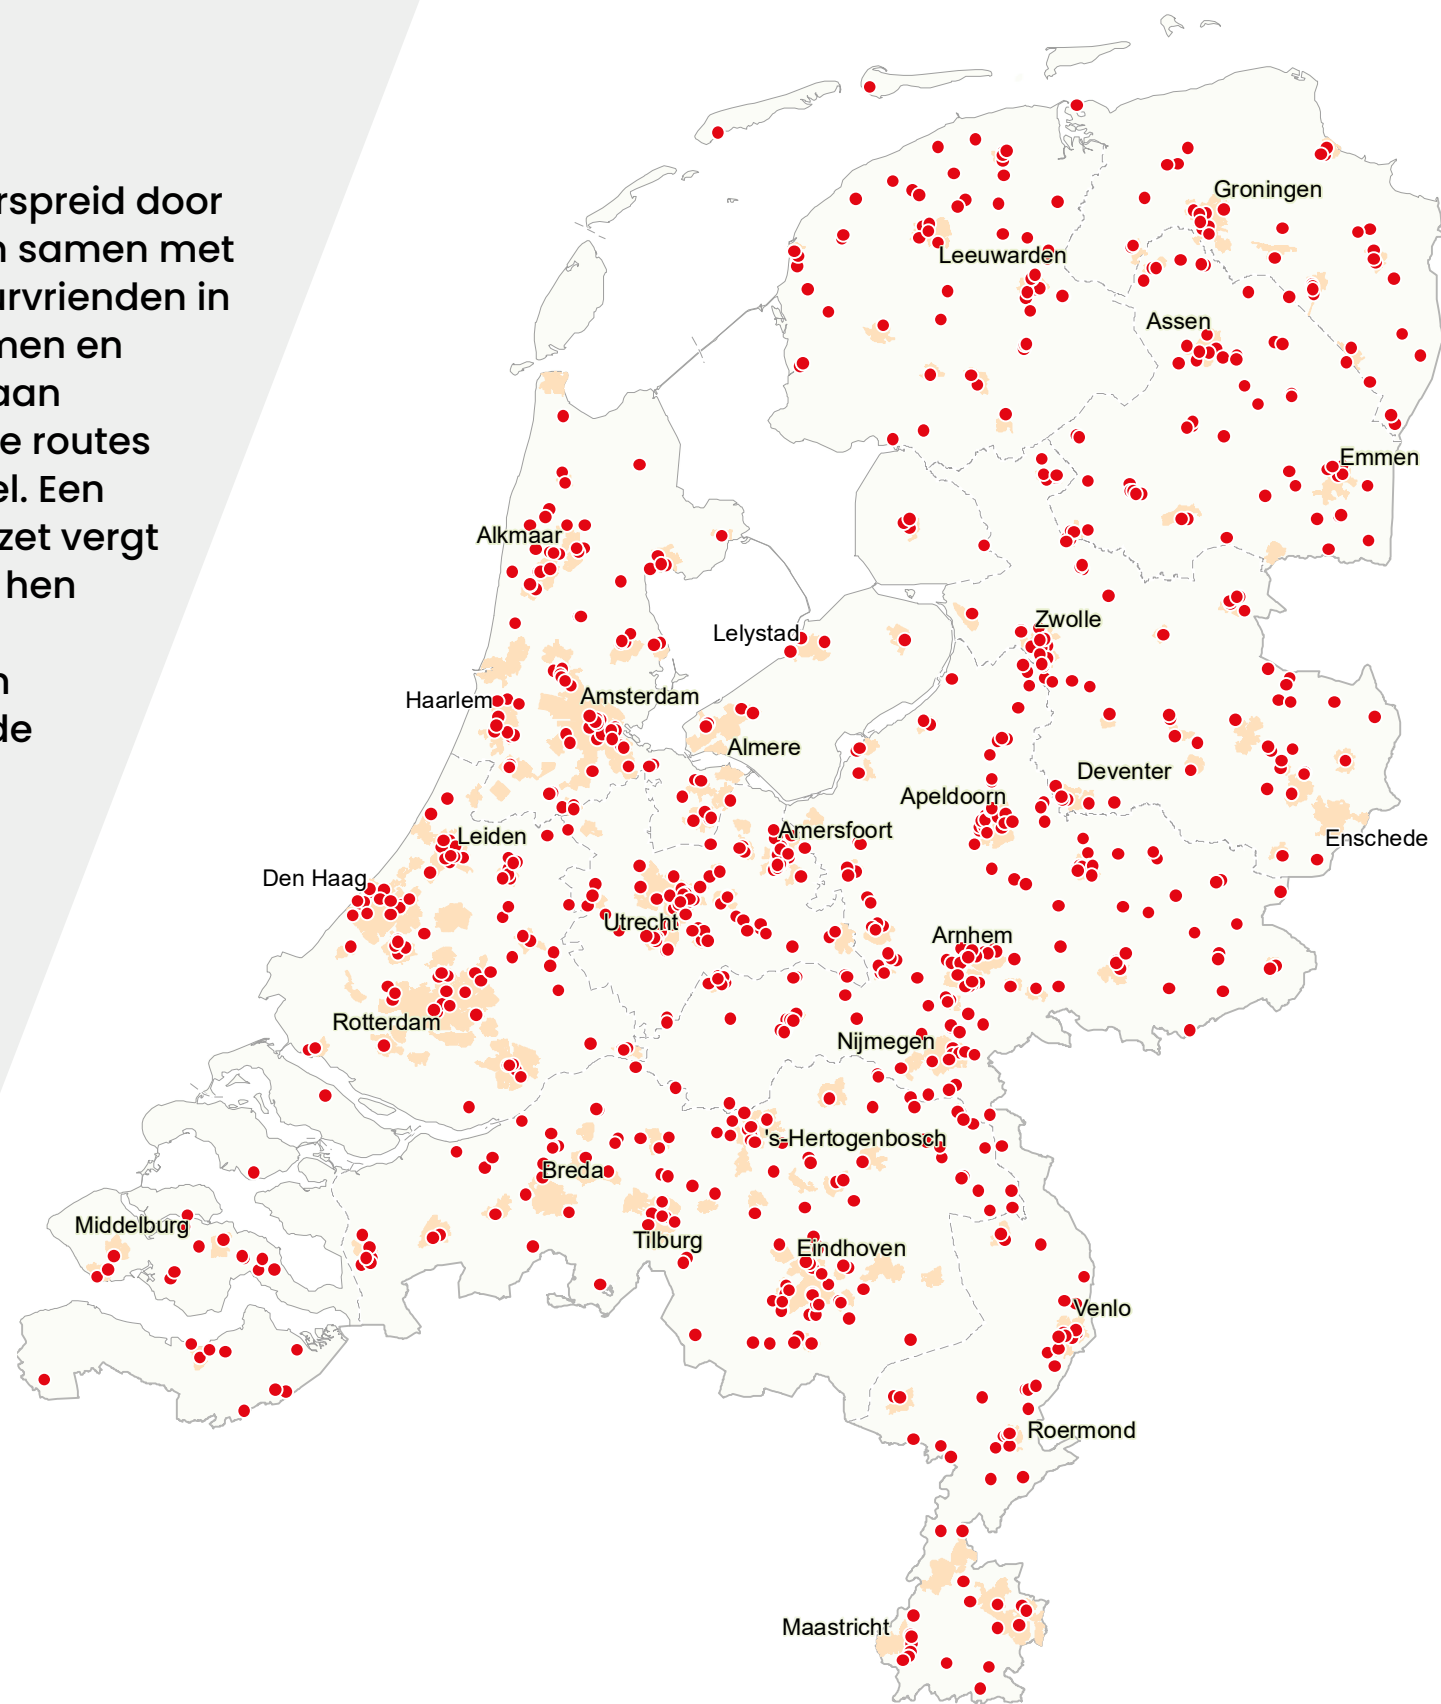 rspreid door
n samen met
urvrienden in
men en
aan
e routes
el. Een
zet vergt
hen
n
de
Groningen
Leeuwarden
Assen
Emmen
Alkmaar
Zwolle
Lelystad
Haarlem
Amsterdam
Almere
Deventer
Apeldoorn
Amersfoort
Leiden
Enschede
Den Haag
Utrecht
Arnhem
Rotterdam
Nijmegen
's-Hertogenbosch
Breda
Middelburg
Tilburg
Eindhoven
Venlo
Roermond
Maastricht